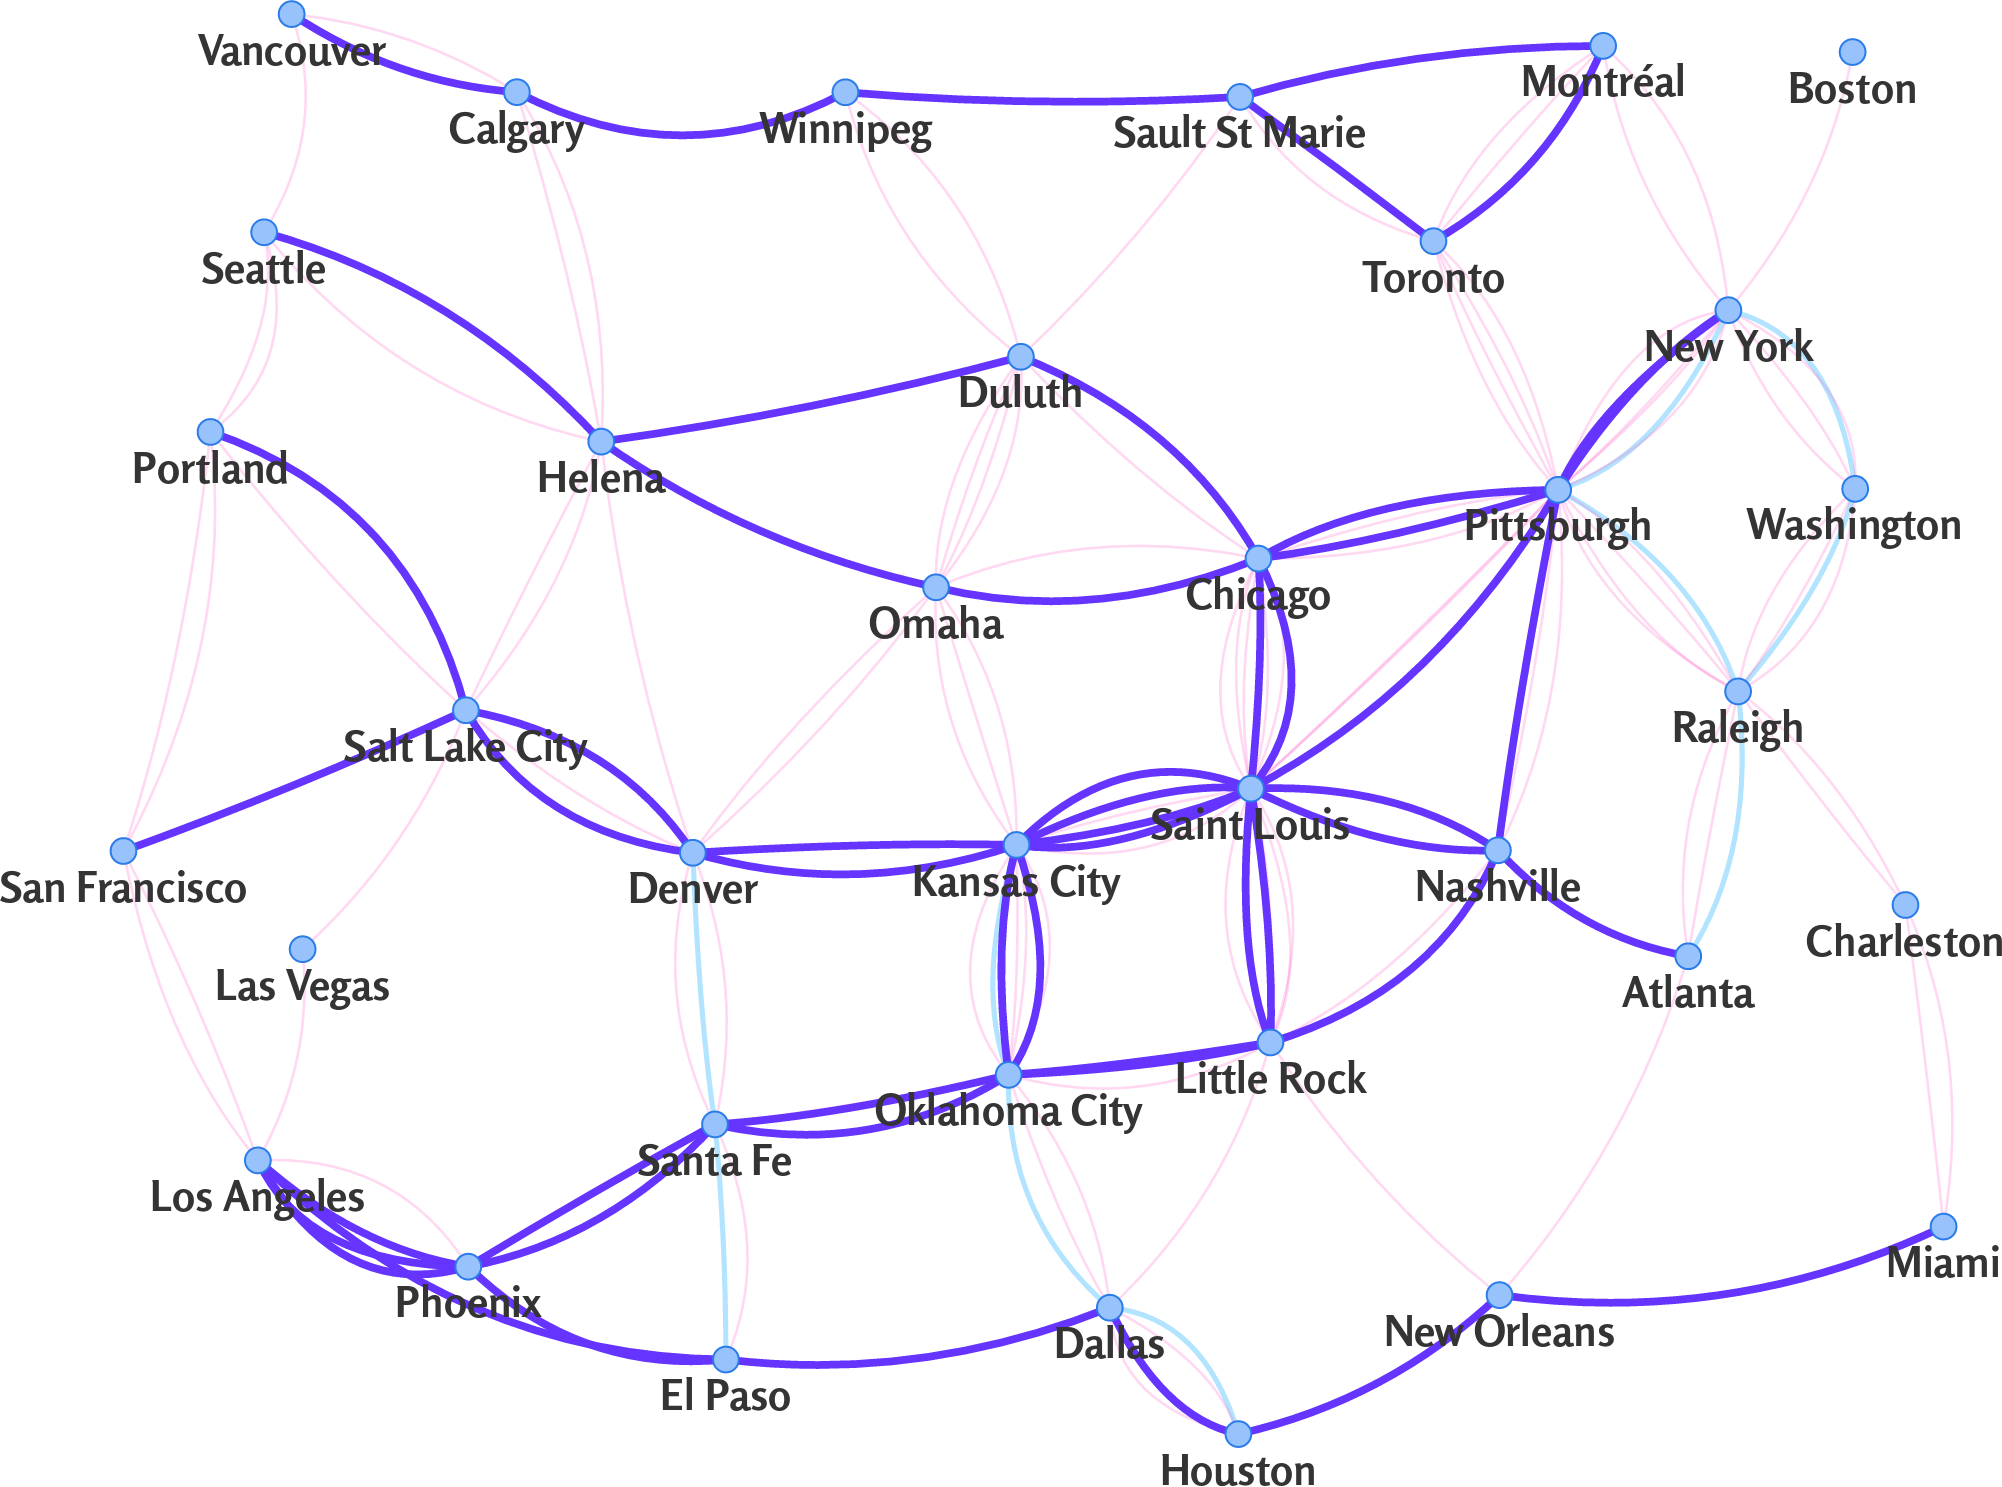 Vancouver
Montréal
Boston
Calgary
Winnipeg
Sault St Marie
Seattle
Toronto
New York
Duluth
Portland
Helena
Pittsburgh
Washington
Chicago
Omaha
Raleigh
Salt Lake City
Saint Louis
San Francisco
Denver
Kansas City
Nashville
Charleston
Las Vegas
Atlanta
Little Rock
Oklahoma City
Santa Fe
Los Angeles
Miami
Phoenix
New Orleans
Dallas
El Paso
Houston